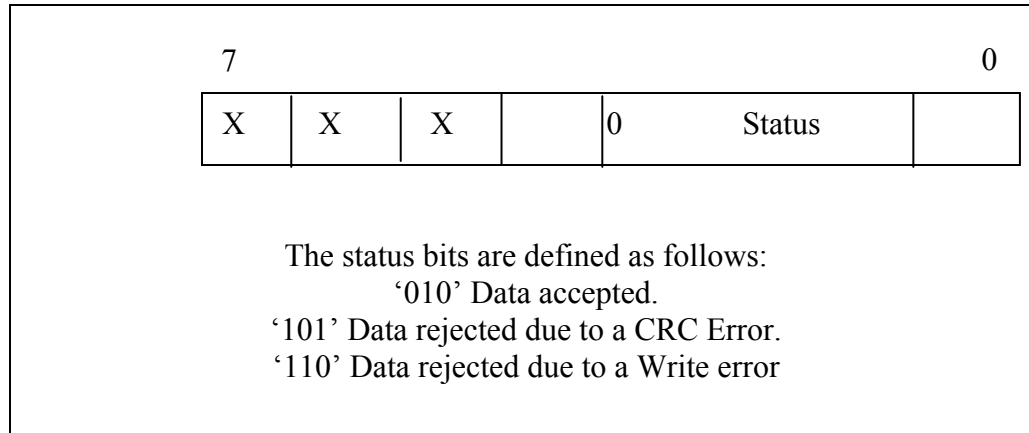 7 0
X X X 0 Status
The status bits are defined as follows:
‘010’ Data accepted.
‘101’ Data rejected due to a CRC Error.
‘110’ Data rejected due to a Write error